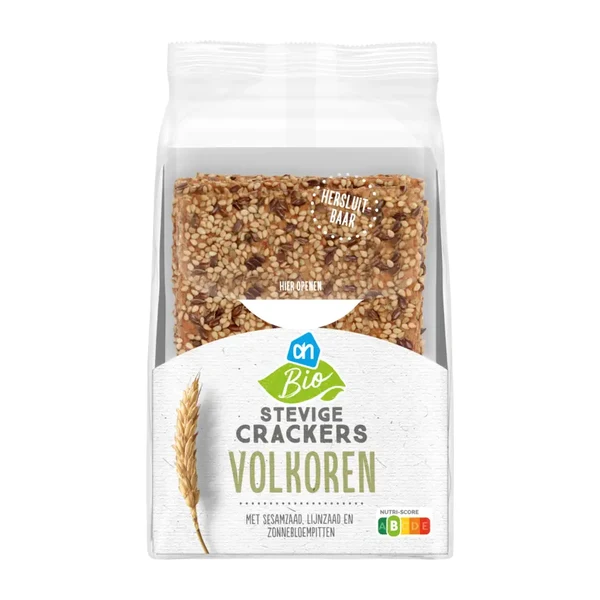 HERSLUIT-
BAAR
HIER OPENEN
ah
Bio
STEVIGE
CRACKERS
VOLKOREN
MET SESAMZAAD, LIJNZAAD EN
ZONNEBLOEMPITTEN
NUTRI-SCORE
A B C D E